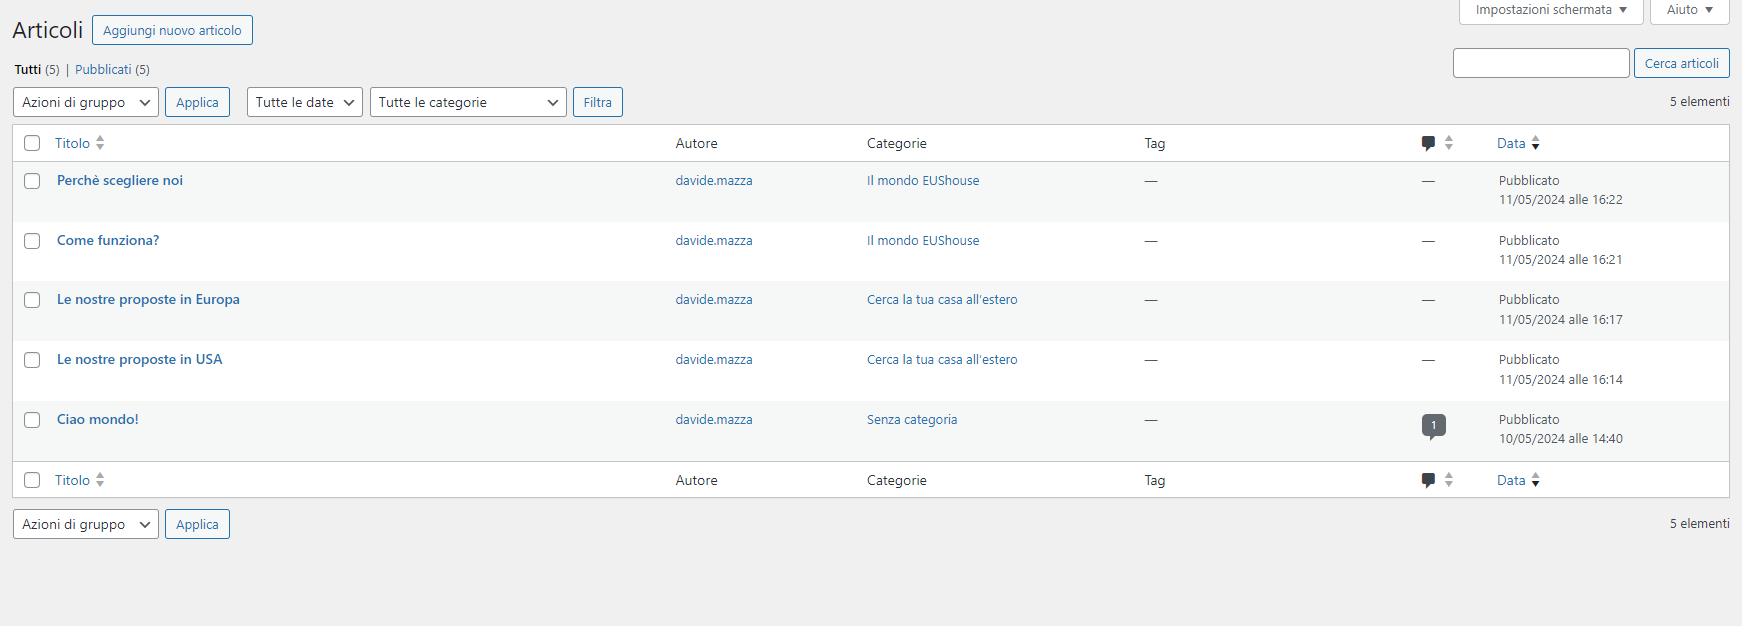 Impostazioni schermata Aiuto
Articoli Aggiungi nuovo articolo
Tutti (5) | Pubblicati (5)
Cerca articoli
Azioni di gruppo Applica Tutte le date Tutte le categorie Filtra 5 elementi
Titolo Autore Categorie Tag Data
Perchè scegliere noi davide.mazza Il mondo EUShouse — — Pubblicato
11/05/2024 alle 16:22
Come funziona? davide.mazza Il mondo EUShouse — — Pubblicato
11/05/2024 alle 16:21
Le nostre proposte in Europa davide.mazza Cerca la tua casa all'estero — — Pubblicato
11/05/2024 alle 16:17
Le nostre proposte in USA davide.mazza Cerca la tua casa all'estero — — Pubblicato
11/05/2024 alle 16:14
Ciao mondo! davide.mazza Senza categoria — 1 Pubblicato
10/05/2024 alle 14:40
Titolo Autore Categorie Tag Data
Azioni di gruppo Applica 5 elementi